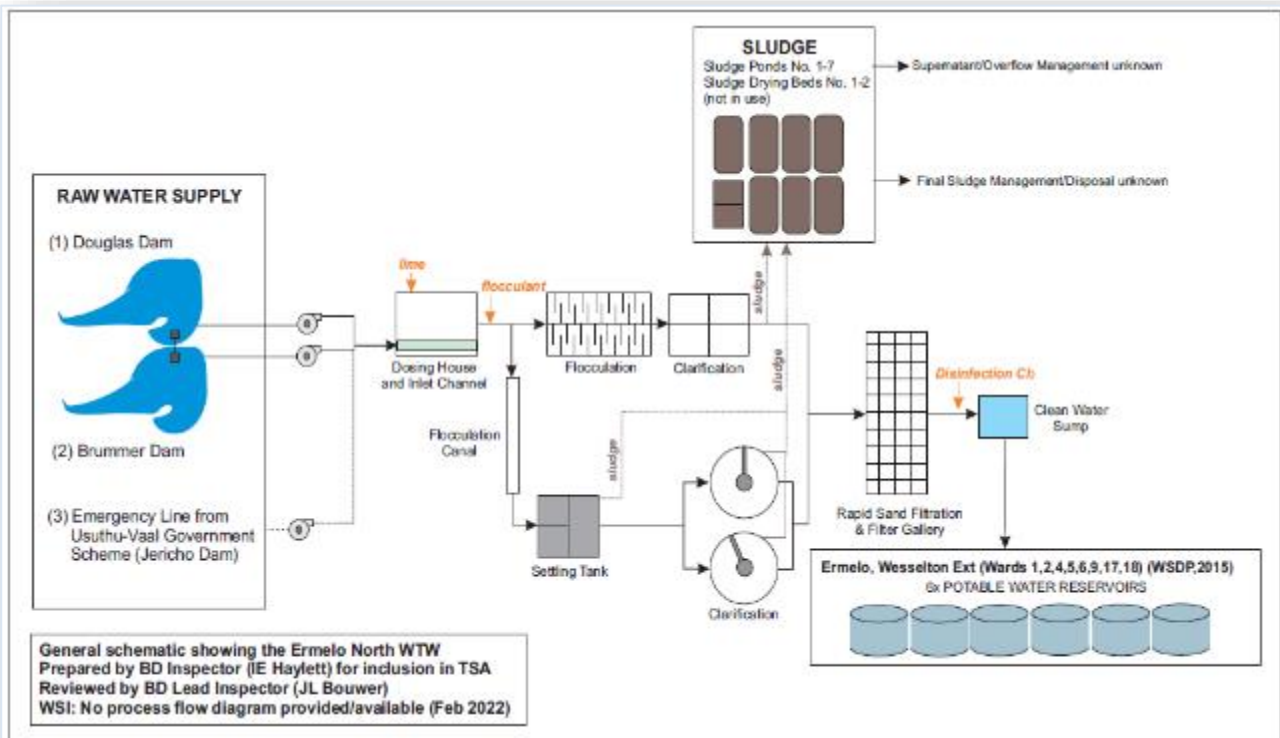 SLUDGE
Sludge Ponds No. 1-7
Sludge Drying Beds No. 1-2
(not in use)
Supernatant/Overflow Management unknown
Final Sludge Management/Disposal unknown
RAW WATER SUPPLY
(1) Douglas Dam
(2) Brummer Dam
(3) Emergency Line from
Usuthu-Vaal Government
Scheme (Jericho Dam)
lime
flocculant
Dosing House
and Inlet Channel
Flocculation
Clarification
sludge
sludge
sludge
Flocculation
Canal
Settling Tank
Clarification
Rapid Sand Filtration
& Filter Gallery
Disinfection Cl₂
Clean Water
Sump
Ermelo, Wesselton Ext (Wards 1,2,4,5,6,9,17,18) (WSDP,2015)
6x POTABLE WATER RESERVOIRS
General schematic showing the Ermelo North WTW
Prepared by BD Inspector (IE Haylett) for inclusion in TSA
Reviewed by BD Lead Inspector (JL Bouwer)
WSI: No process flow diagram provided/available (Feb 2022)